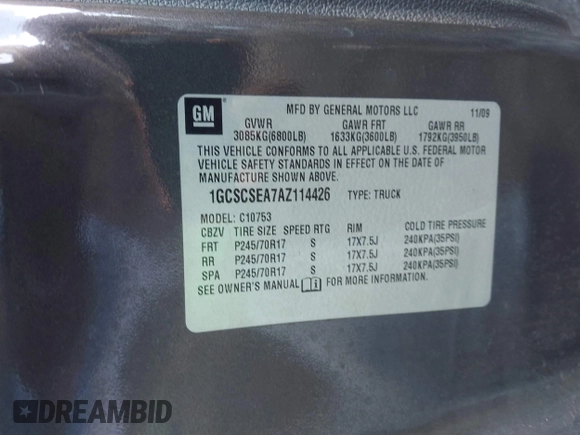 GM
MFD BY GENERAL MOTORS LLC 11/09
GVWR GAWR FRT GAWR RR
3085KG(6800LB) 1633KG(3600LB) 1792KG(3950LB)
THIS VEHICLE CONFORMS TO ALL APPLICABLE U.S. FEDERAL MOTOR
VEHICLE SAFETY STANDARDS IN EFFECT ON THE DATE OF
MANUFACTURE SHOWN ABOVE.
1GCSCSEA7AZ114426 TYPE: TRUCK
MODEL: C10753
CBZV TIRE SIZE SPEED RTG RIM COLD TIRE PRESSURE
FRT P245/70R17 S 17X7.5J 240KPA(35PSI)
RR P245/70R17 S 17X7.5J 240KPA(35PSI)
SPA P245/70R17 S 17X7.5J 240KPA(35PSI)
SEE OWNER'S MANUAL FOR MORE INFORMATION.
DREAMBID